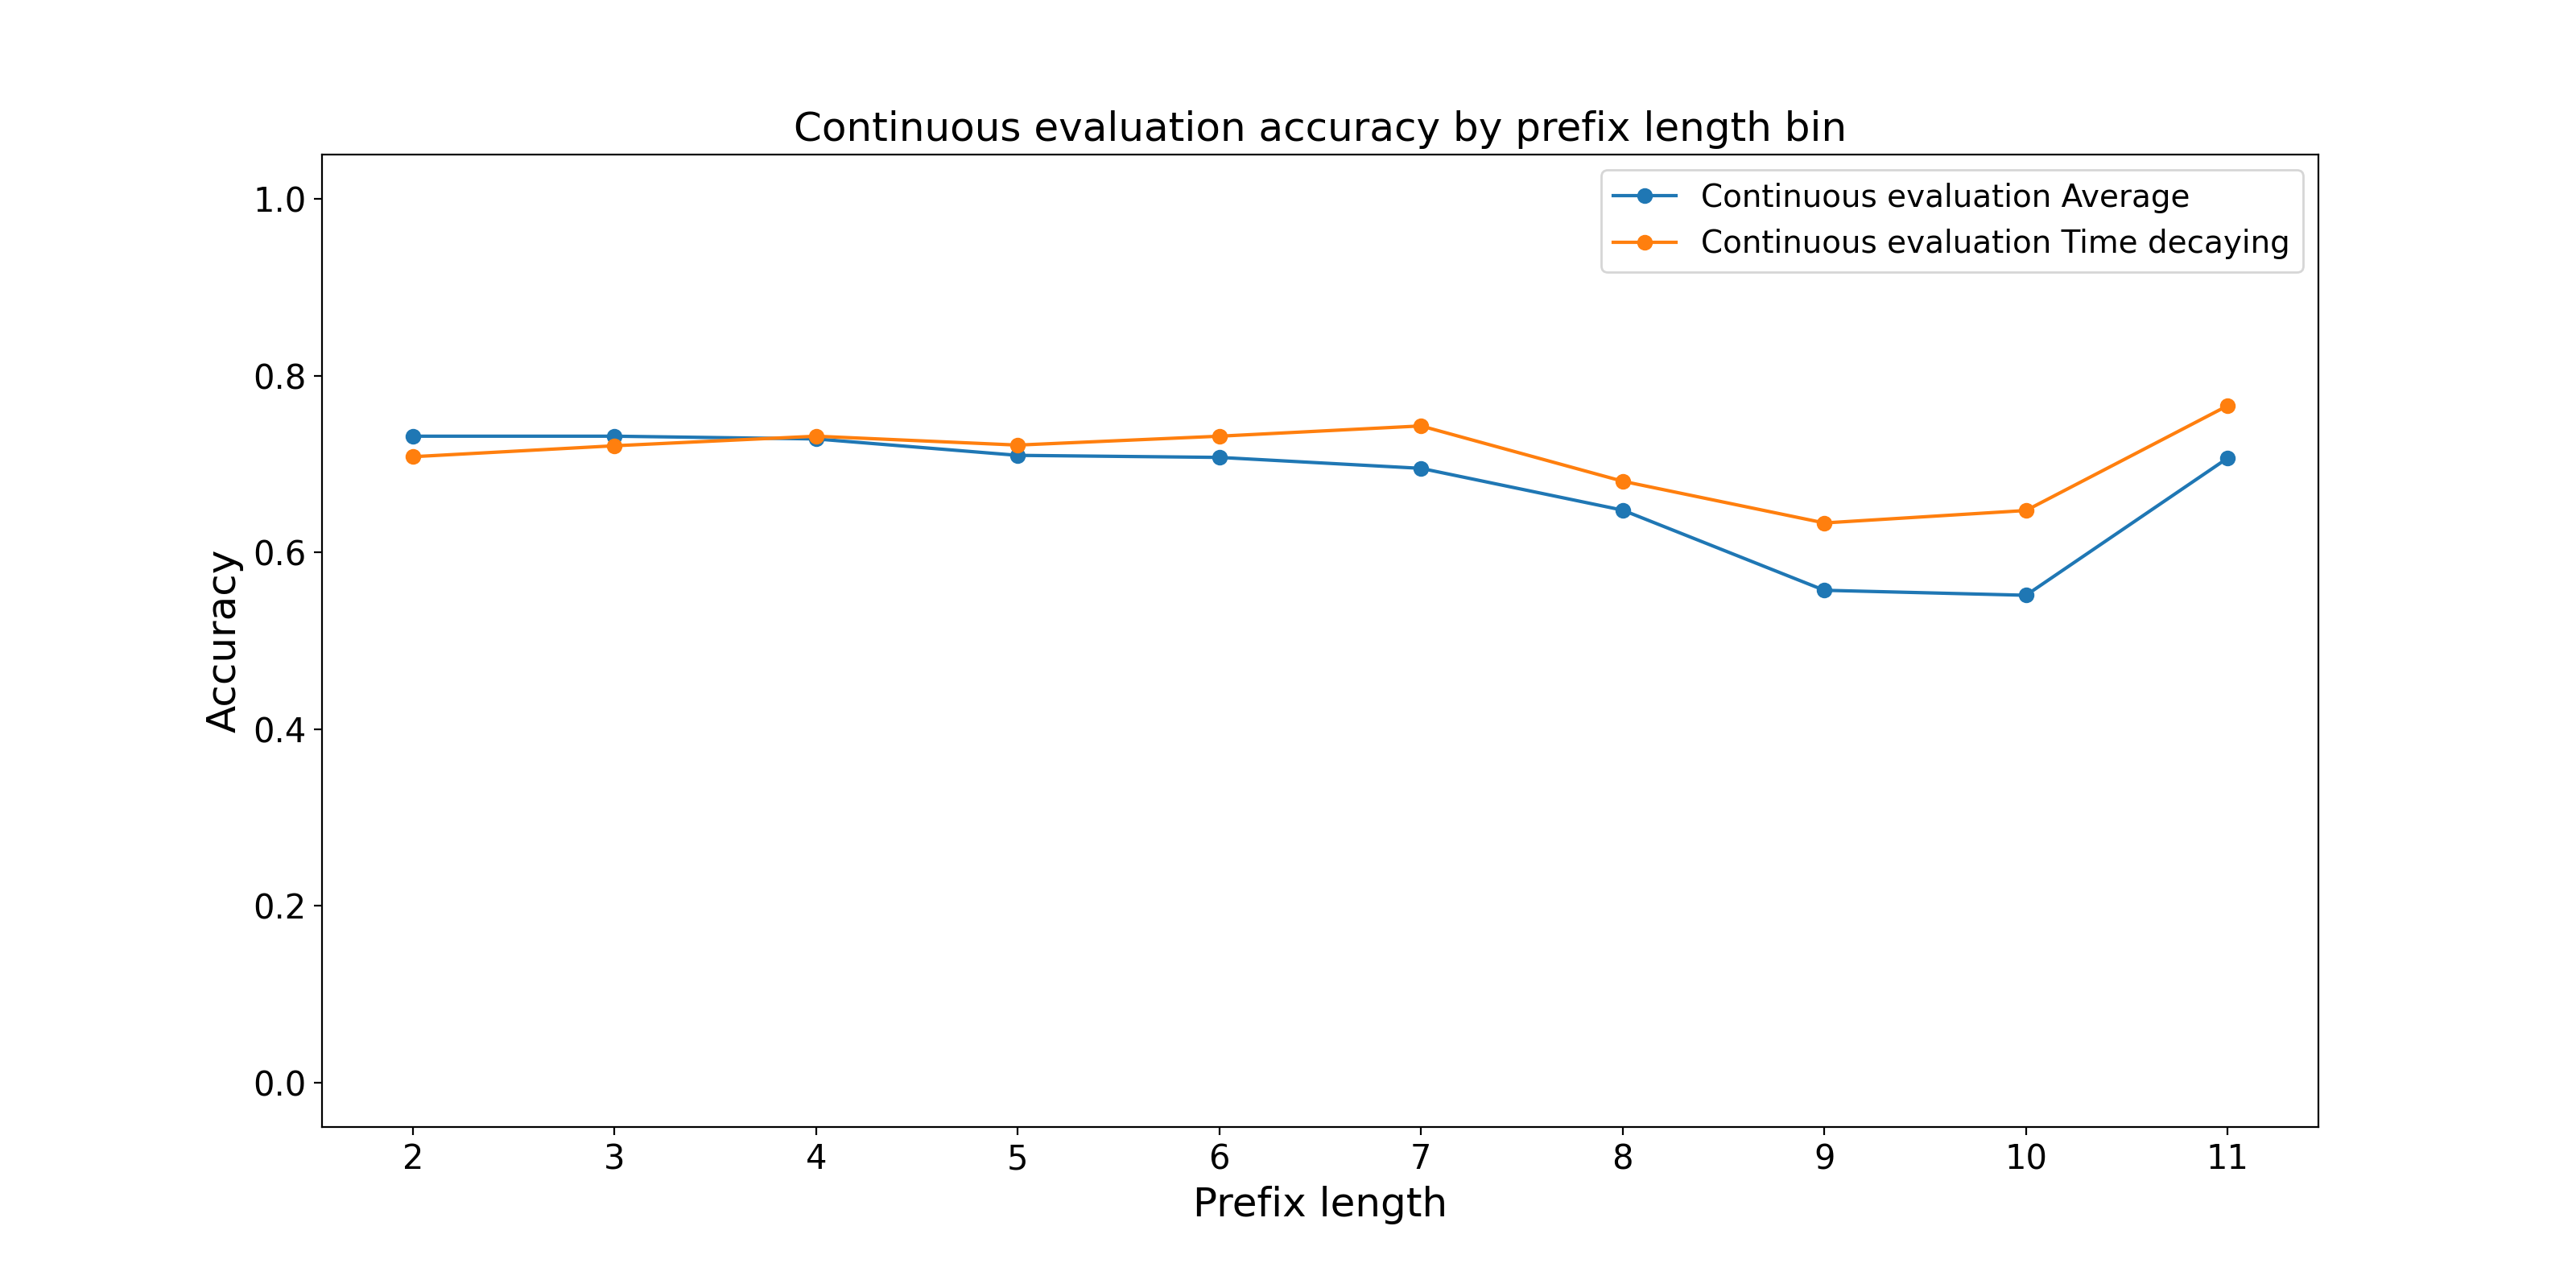 Continuous evaluation accuracy by prefix length bin
Continuous evaluation Average
Continuous evaluation Time decaying
Accuracy
1.0
0.8
0.6
0.4
0.2
0.0
2 3 4 5 6 7 8 9 10 11
Prefix length